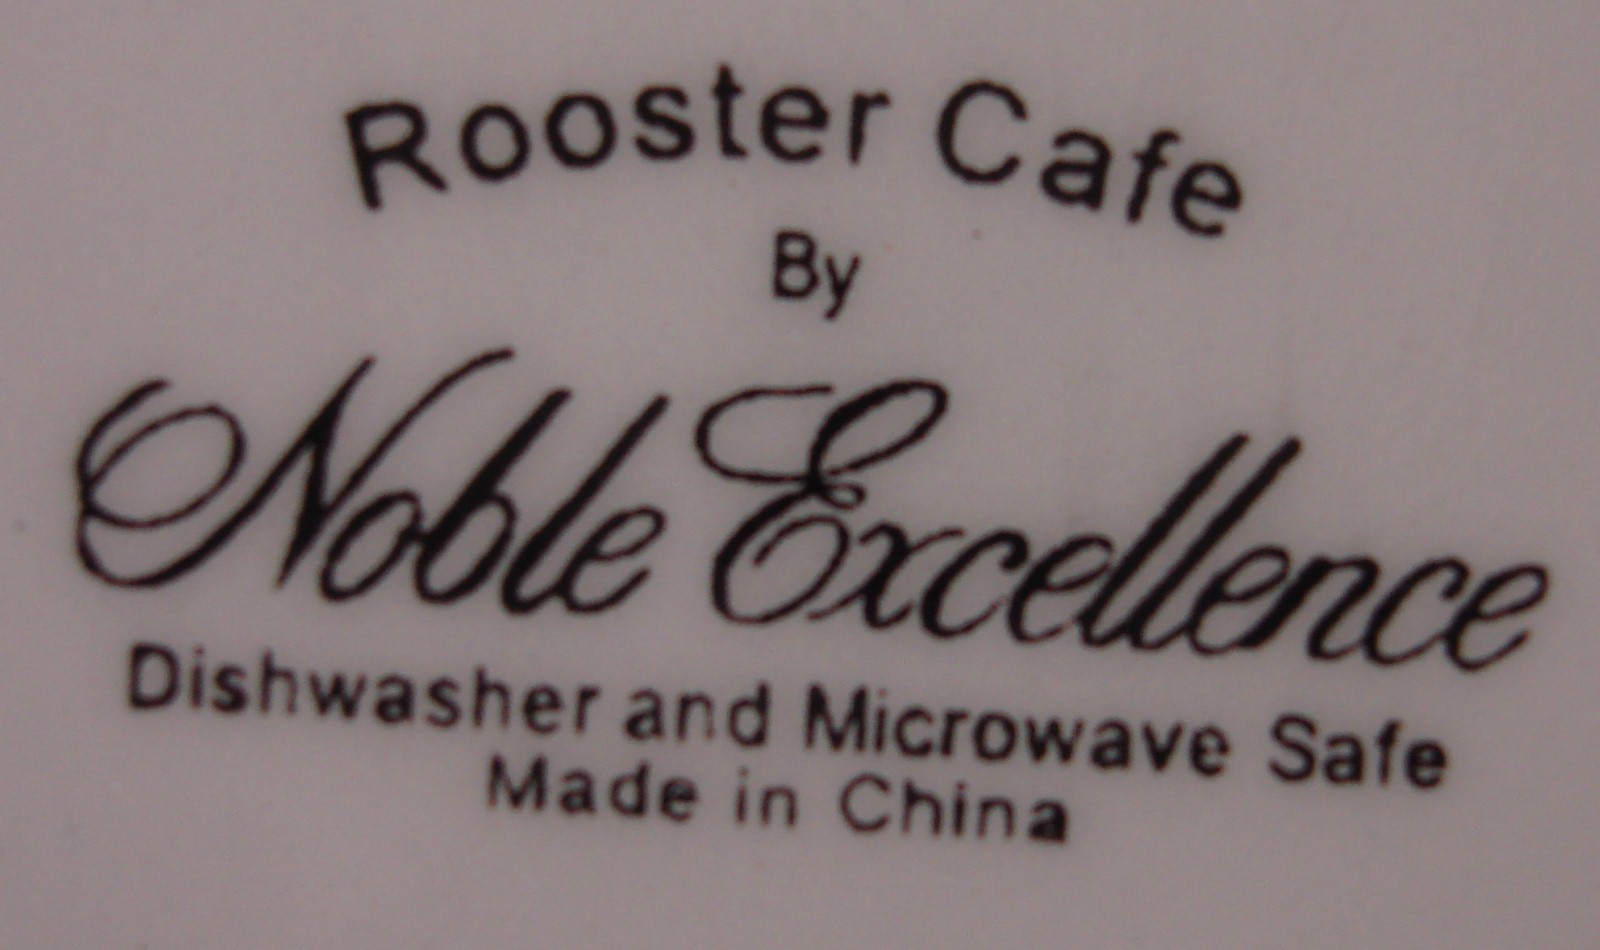 Rooster Cafe
By
Noble Excellence
Dishwasher and Microwave Safe
Made in China